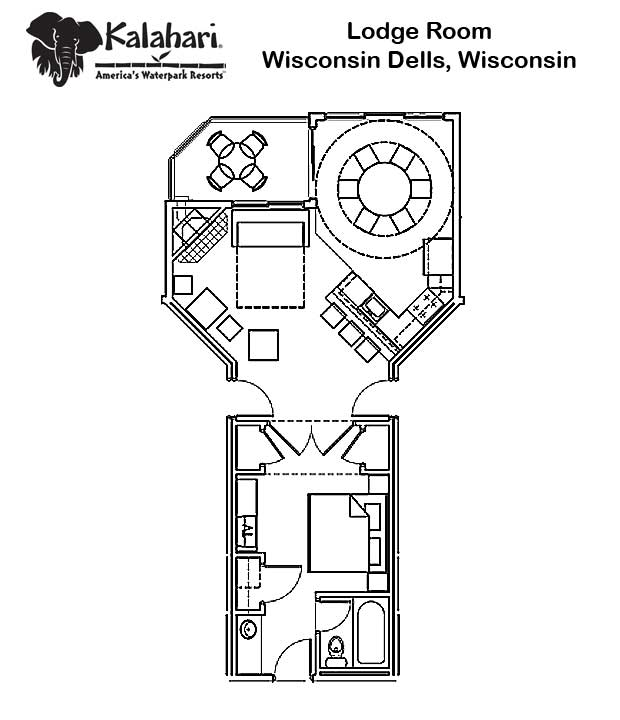 Kalahari®
America's Waterpark Resorts™
Lodge Room
Wisconsin Dells, Wisconsin